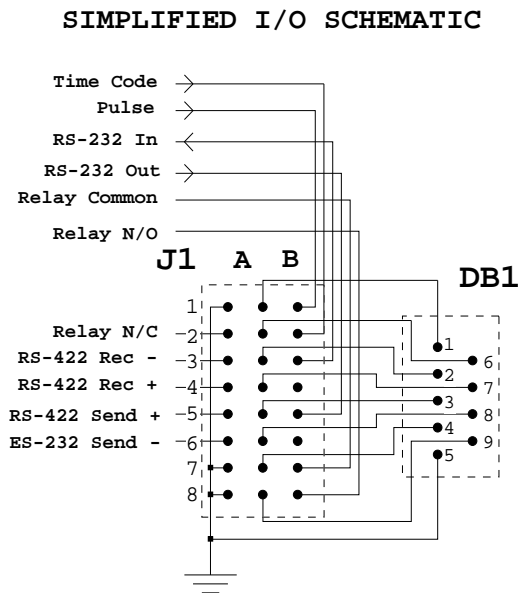 SIMPLIFIED I/O SCHEMATIC
Time Code
Pulse
RS-232 In
RS-232 Out
Relay Common
Relay N/O
J1 A B
DB1
1
Relay N/C 2
RS-422 Rec - 3
RS-422 Rec + 4
RS-422 Send + 5
ES-232 Send - 6
7
8
1
6
2
7
3
8
4
9
5